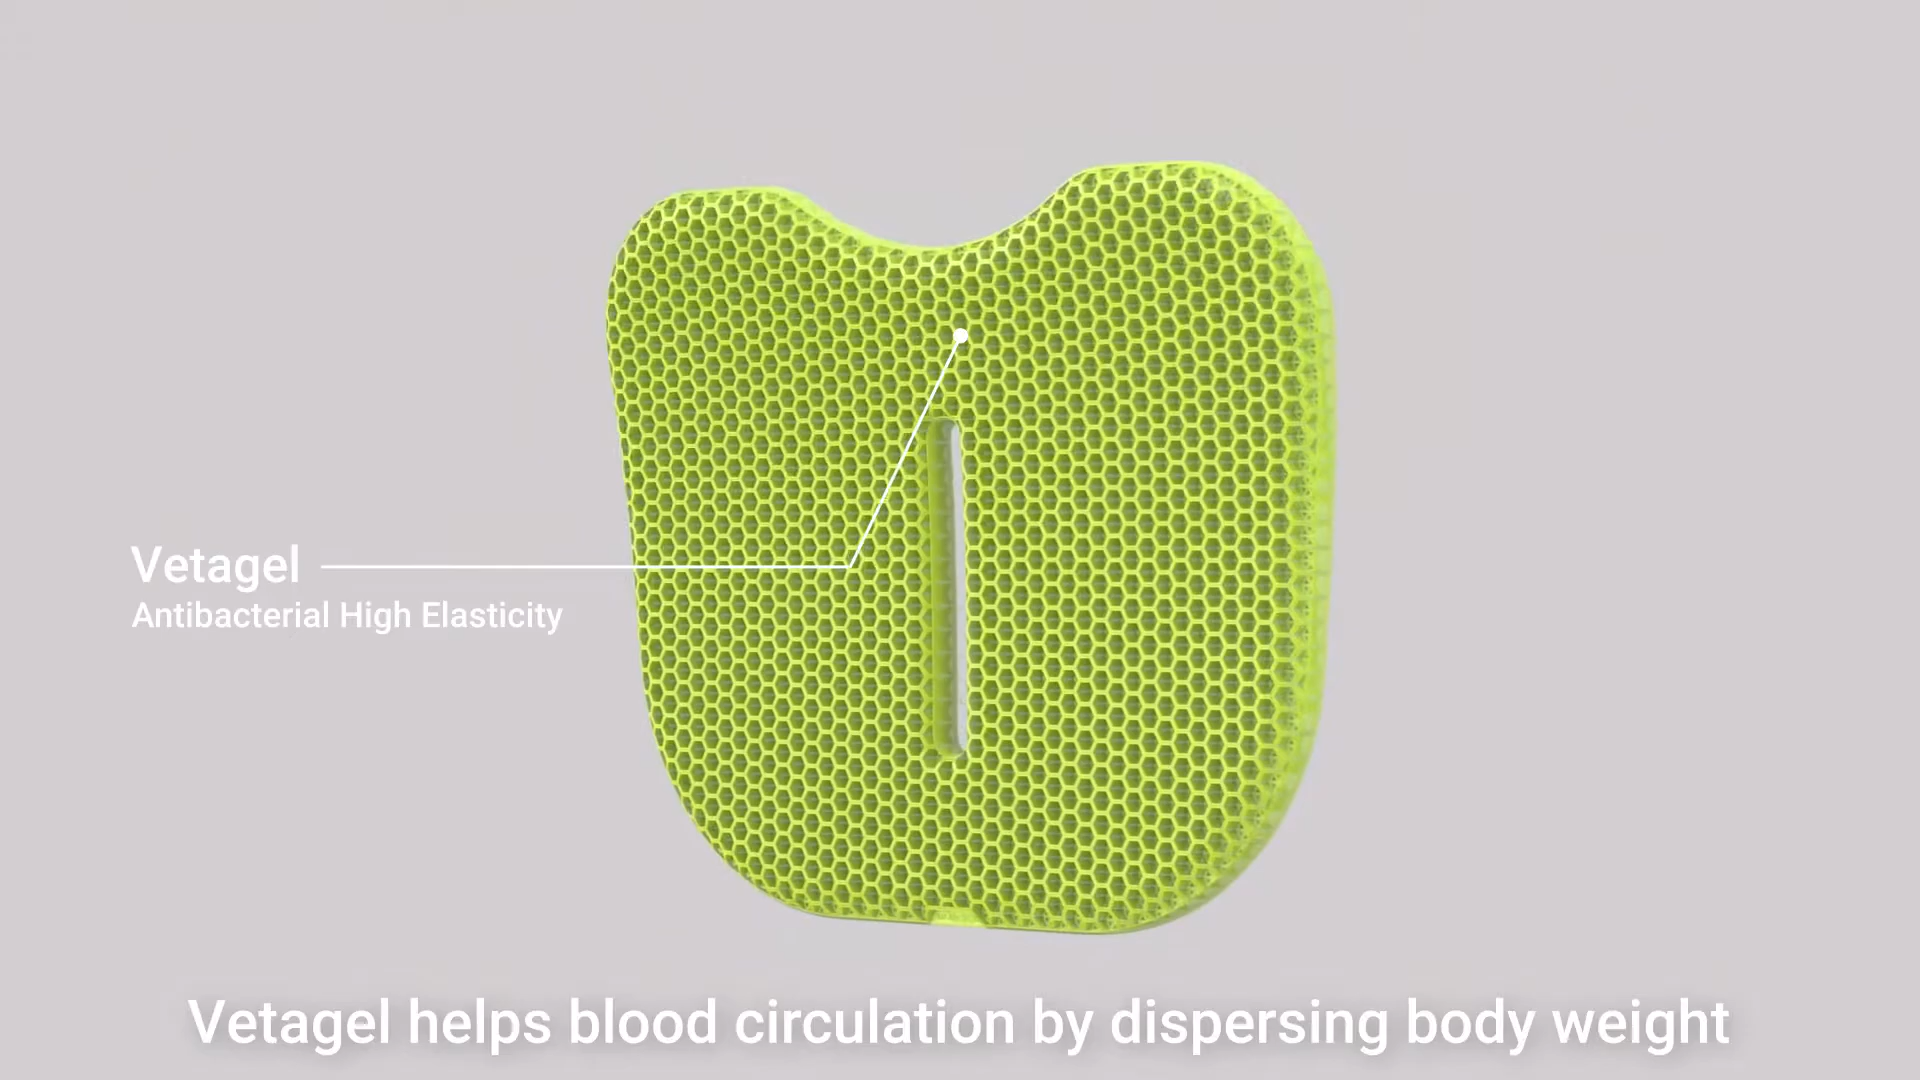 Vetagel
Antibacterial High Elasticity
Vetagel helps blood circulation by dispersing body weight